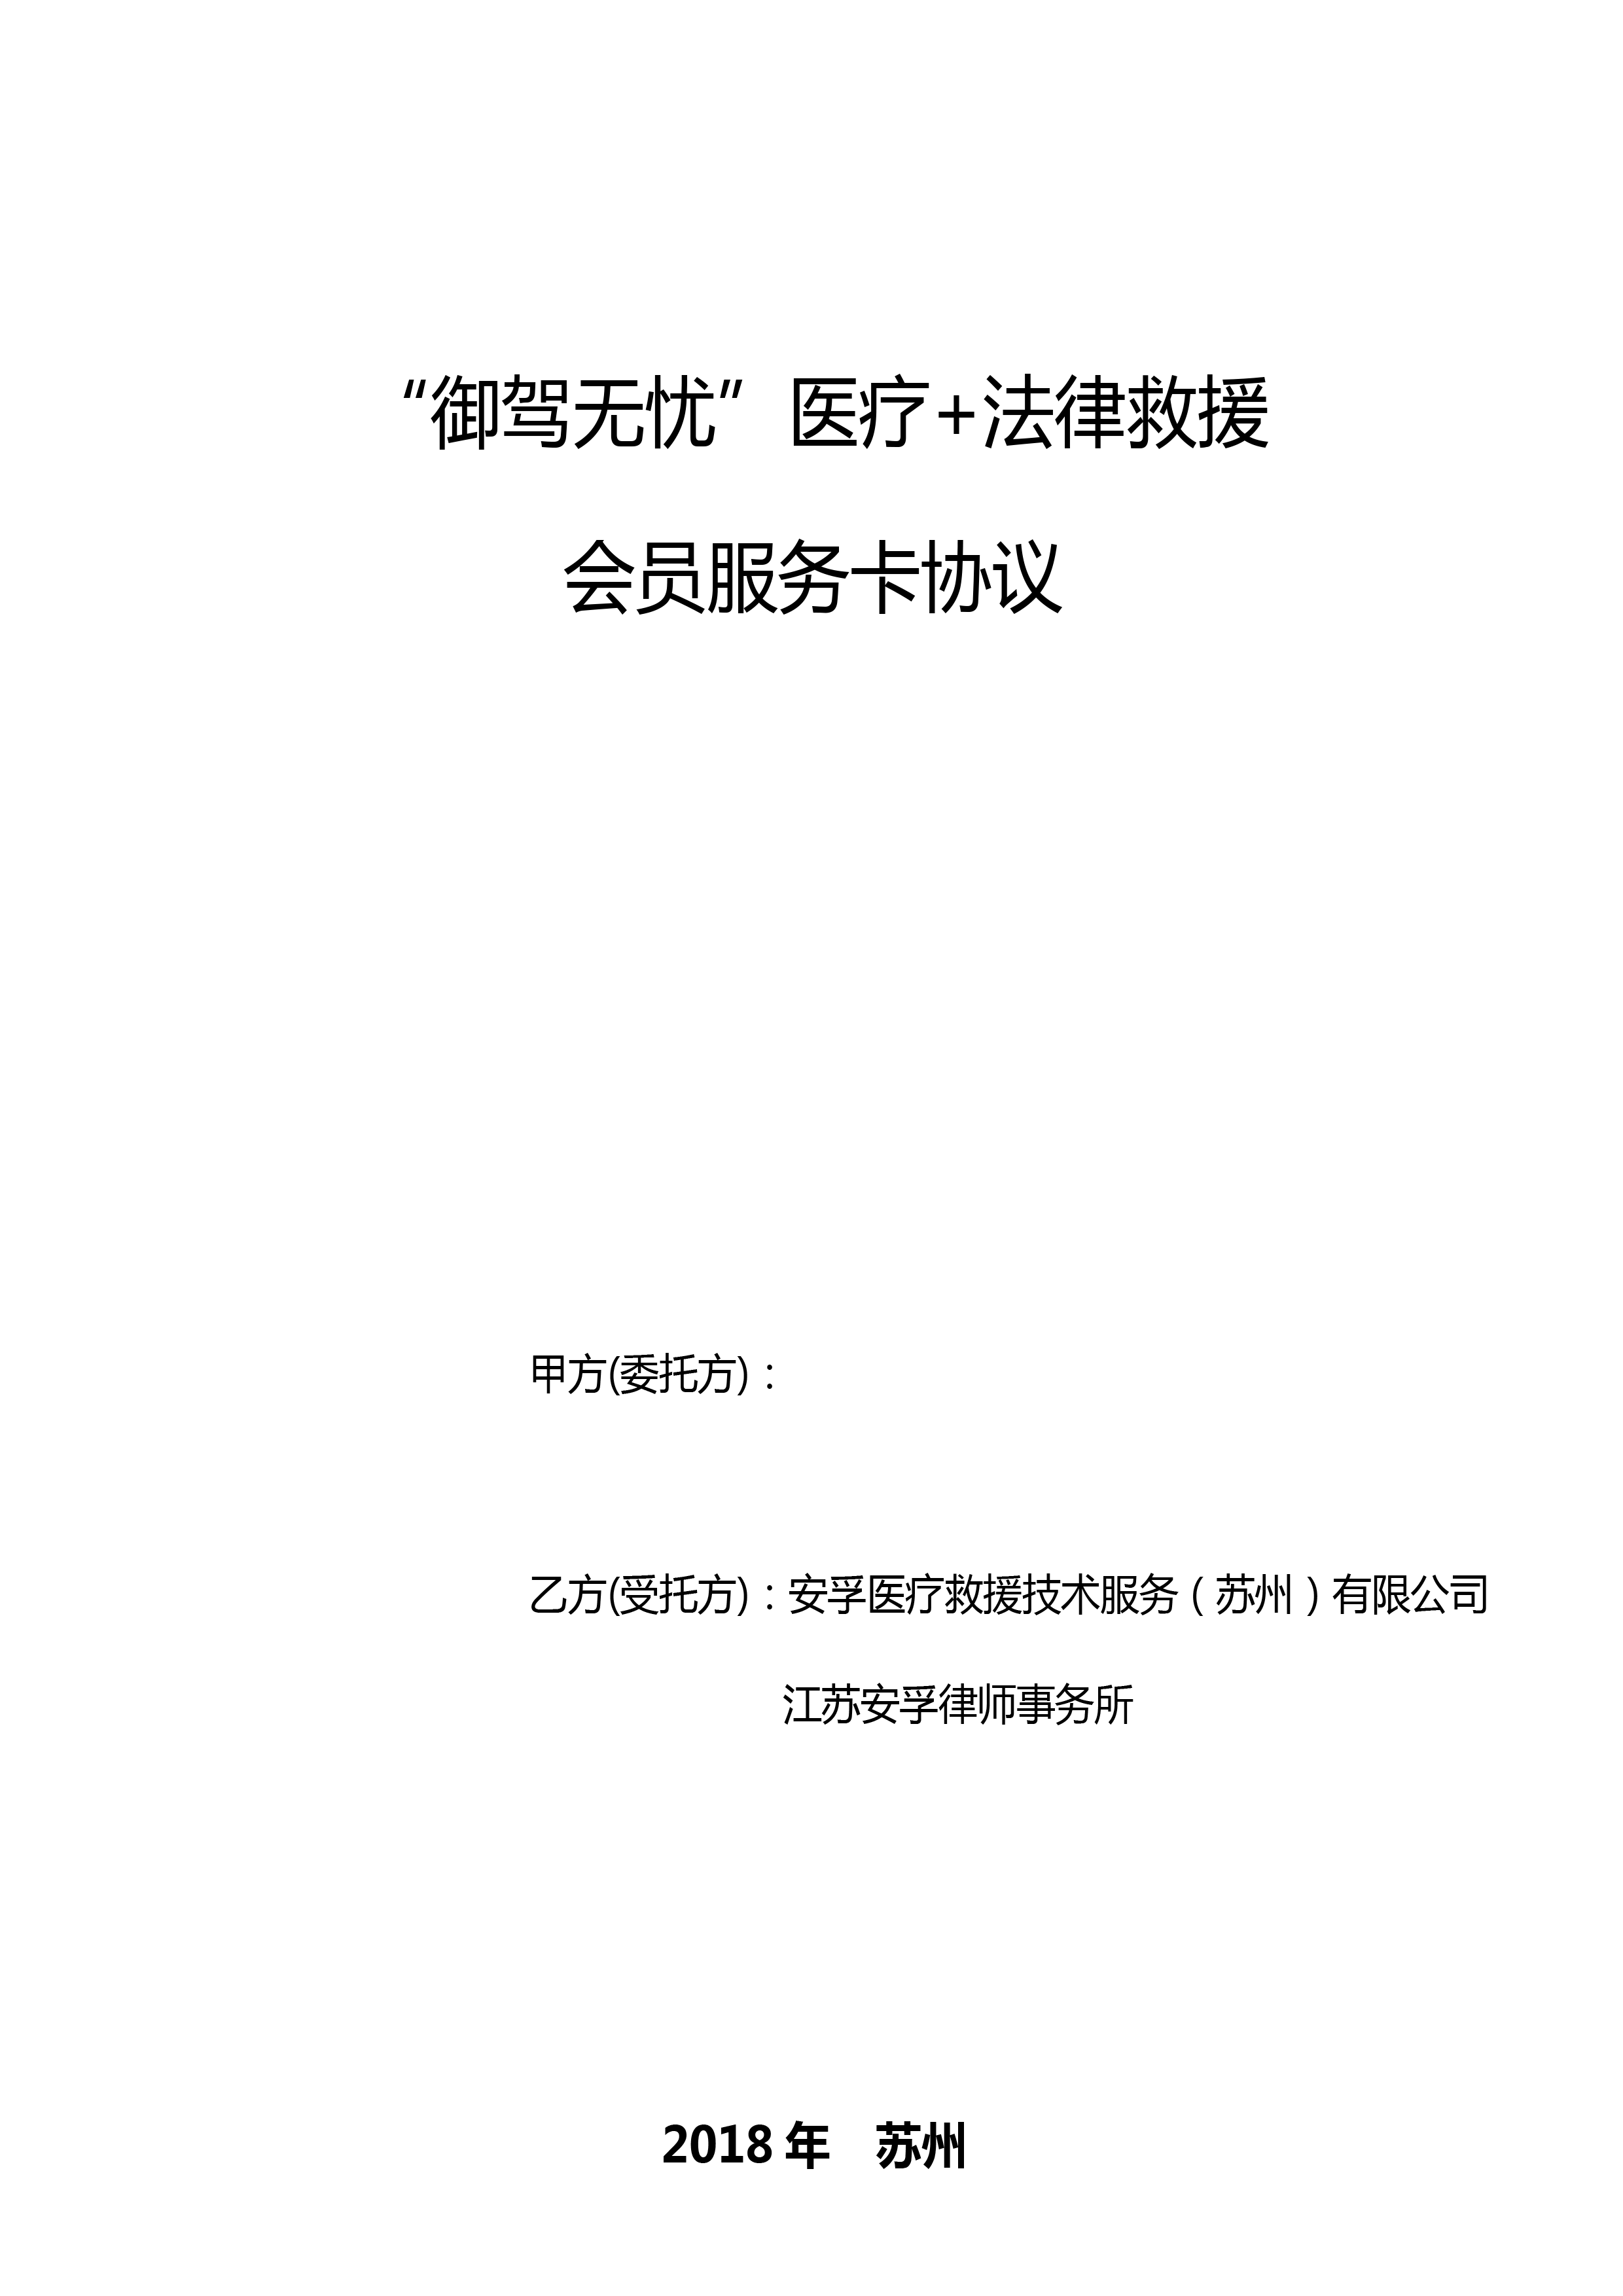 “御驾无忧” 医疗+法律救援
会员服务卡协议
甲方(委托方)：
乙方(受托方)：安孚医疗救援技术服务（苏州）有限公司
江苏安孚律师事务所
2018 年 苏州